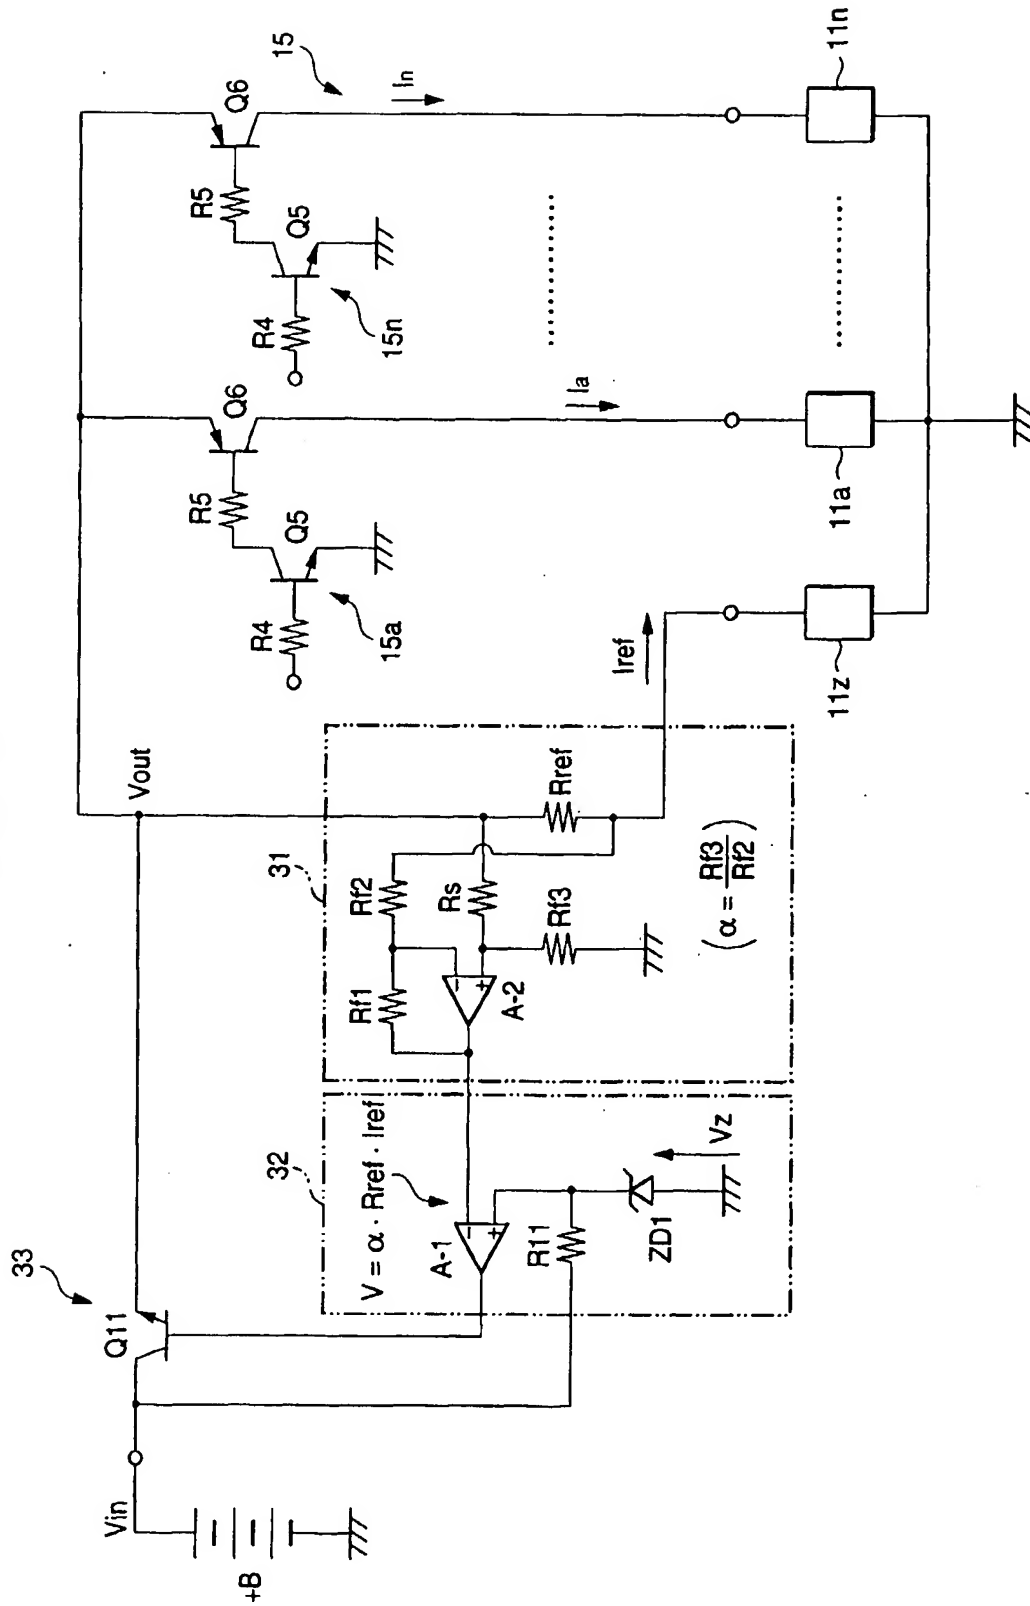 +B
Vin
33
Q11
Vout
32
V = α · Rref · Iref
A-1
R11
ZD1
Vz
31
Rf1
Rf2
A-2
Rs
Rf3
Rref
(α = Rf3
Rf2)
Iref
11z
R4
R5
Q5
Q6
15a
Ia
11a
R4
R5
Q5
Q6
15n
15
In
11n